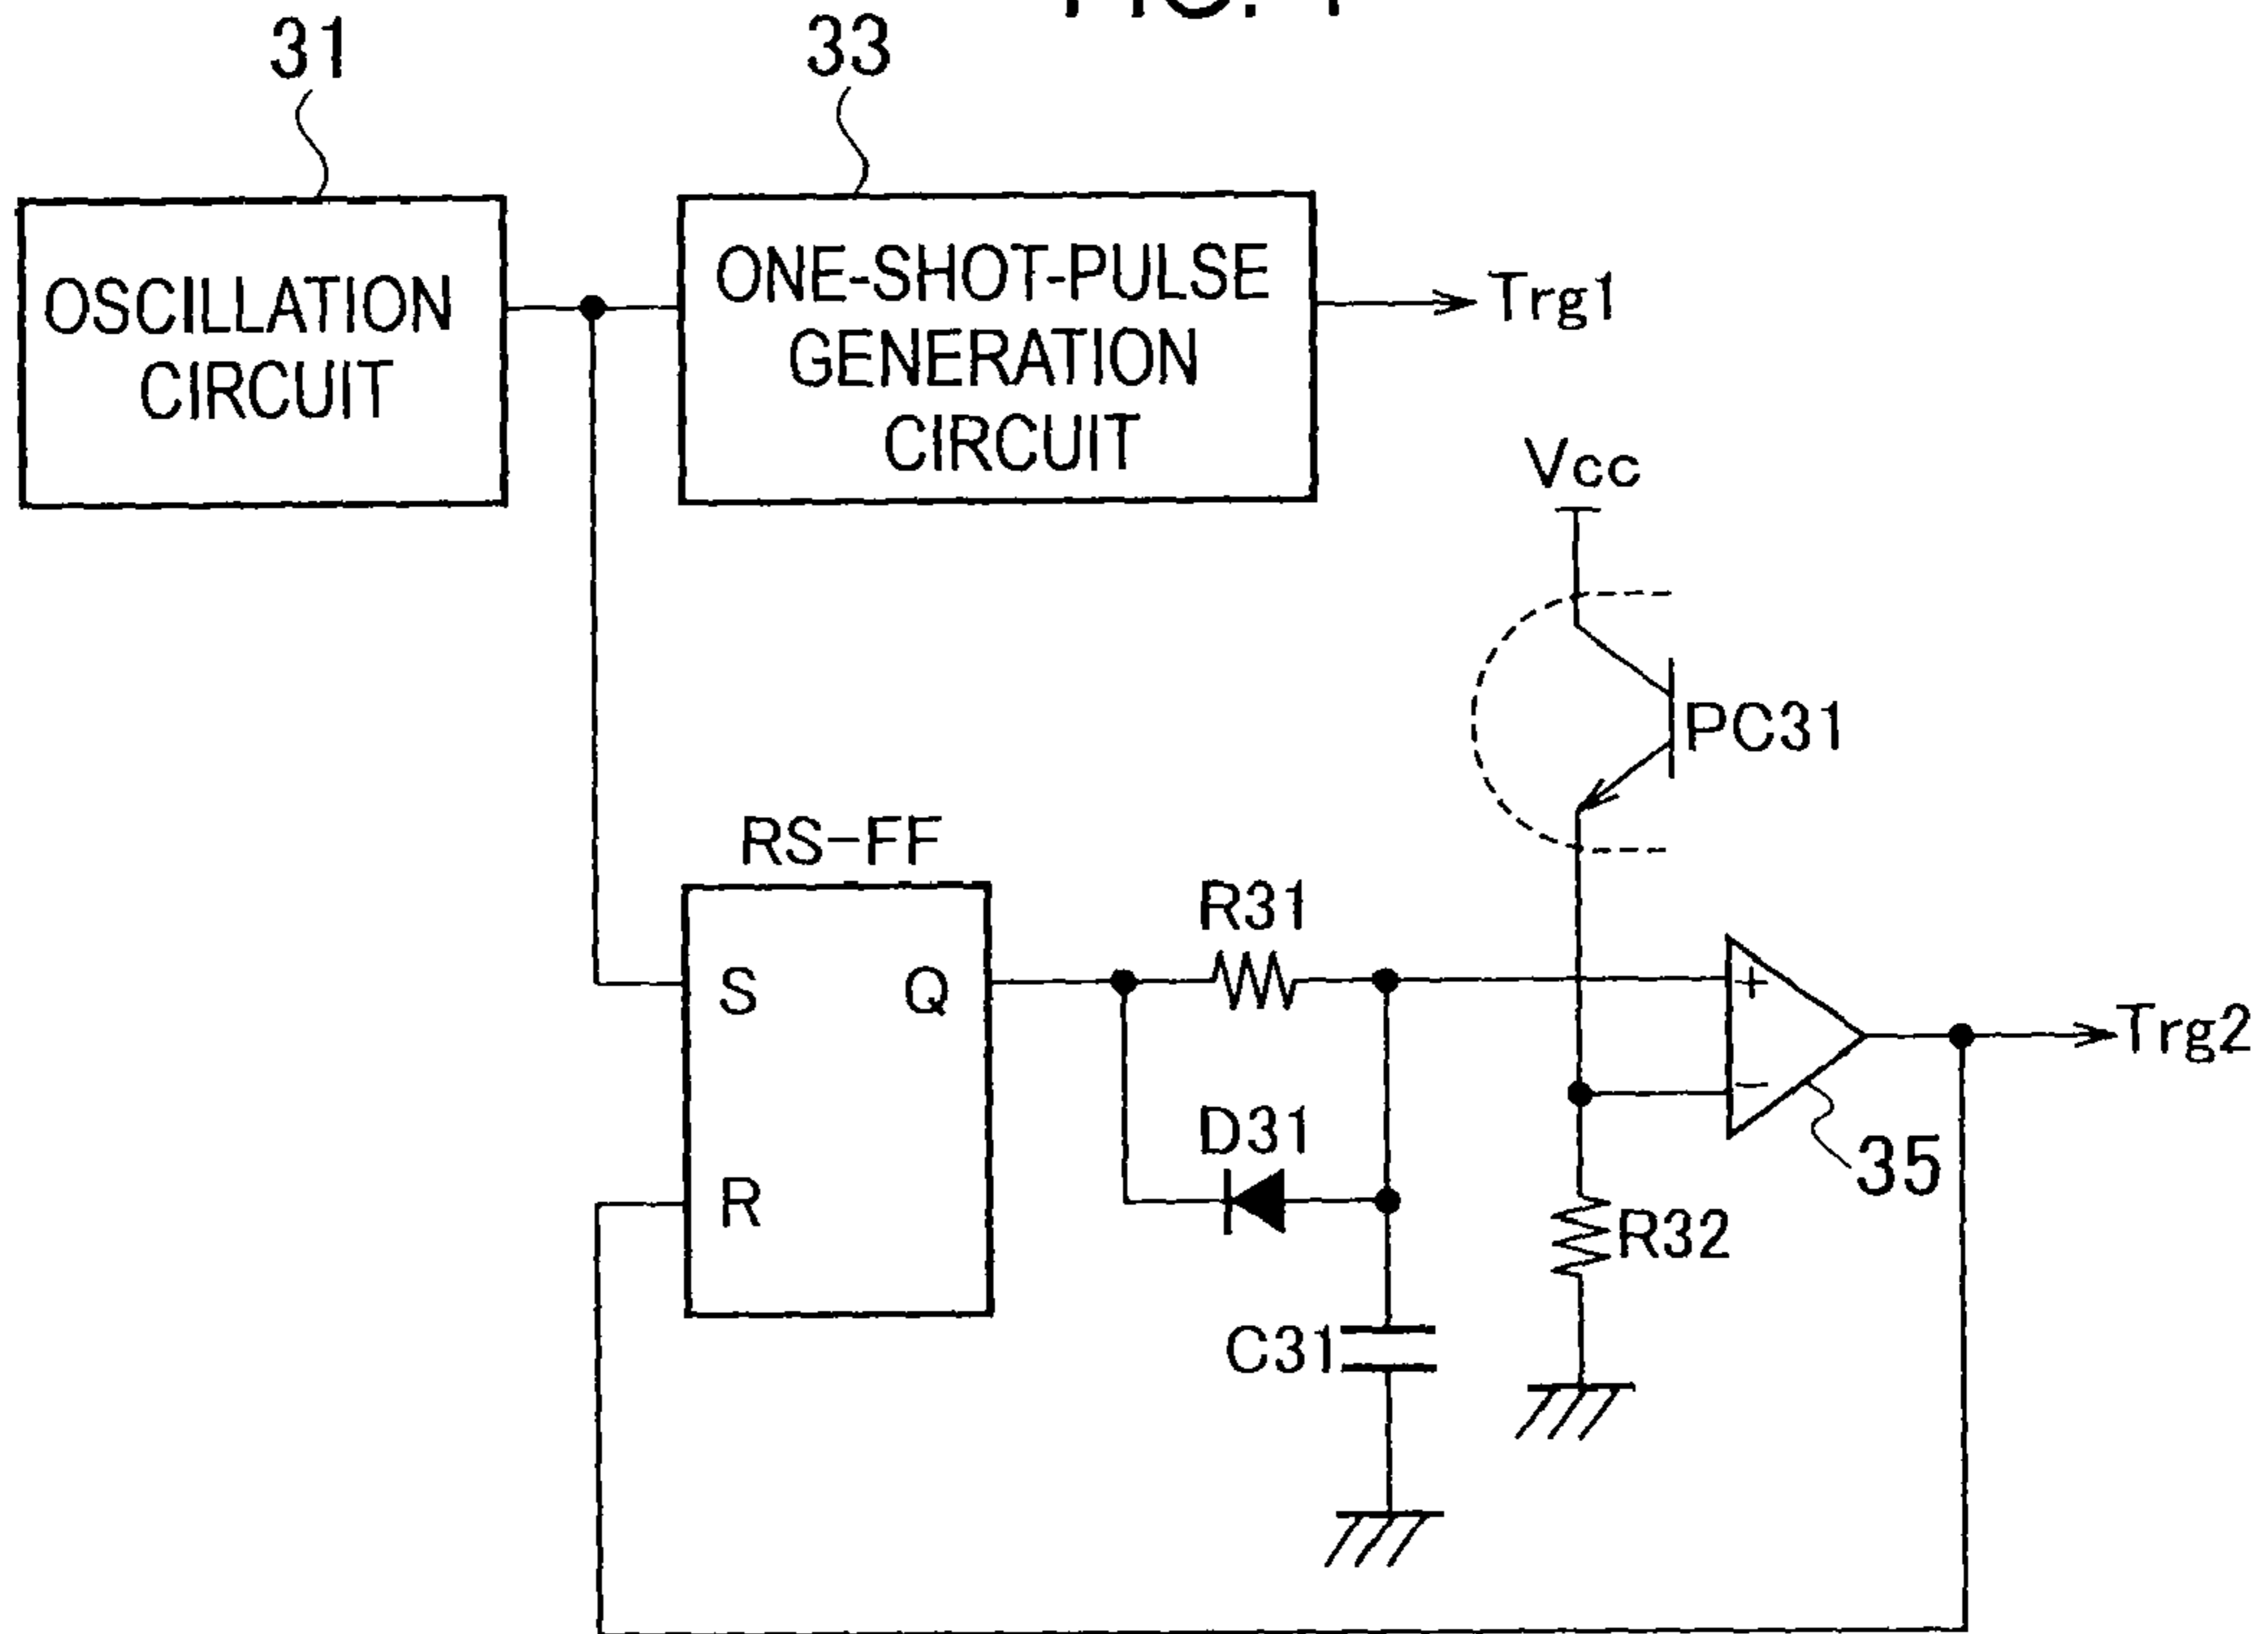 31
33
OSCILLATION
CIRCUIT
ONE-SHOT-PULSE
GENERATION
CIRCUIT
Trg1
Vcc
PC31
RS-FF
S
Q
R
R31
D31
C31
+
−
R32
35
Trg2